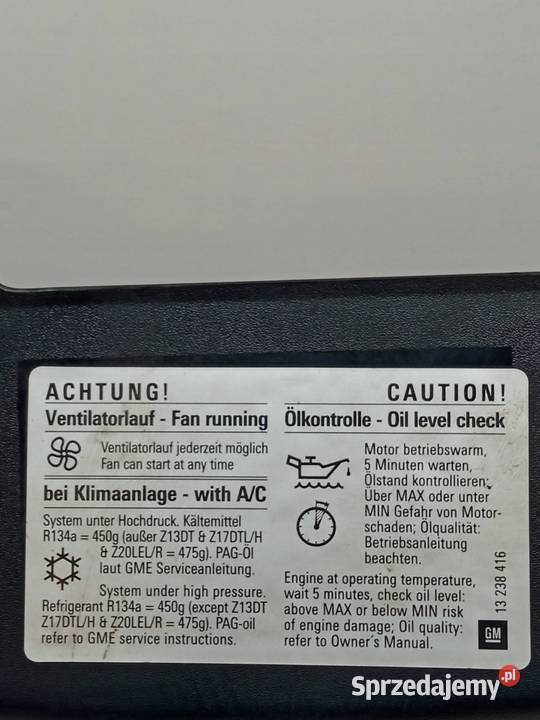 ACHTUNG!
Ventilatorlauf - Fan running
Ventilatorlauf jederzeit möglich
Fan can start at any time
bei Klimaanlage - with A/C
System unter Hochdruck. Kältemittel
R134a = 450g (außer Z13DT & Z17DTL/H
& Z20LEL/R = 475g). PAG-Öl
laut GME Serviceanleitung.
System under high pressure.
Refrigerant R134a = 450g (except Z13DT
Z17DTL/H & Z20LEL/R = 475g). PAG-oil
refer to GME service instructions.
CAUTION!
Ölkontrolle - Oil level check
Motor betriebswarm,
5 Minuten warten,
Ölstand kontrollieren;
Über MAX oder unter
MIN Gefahr von Motor-
schaden; Ölqualität:
Betriebsanleitung
beachten.
Engine at operating temperature,
wait 5 minutes, check oil level:
above MAX or below MIN risk
of engine damage; Oil quality:
refer to Owner´s Manual.
13 238 416
GM
Sprzedajemy.pl